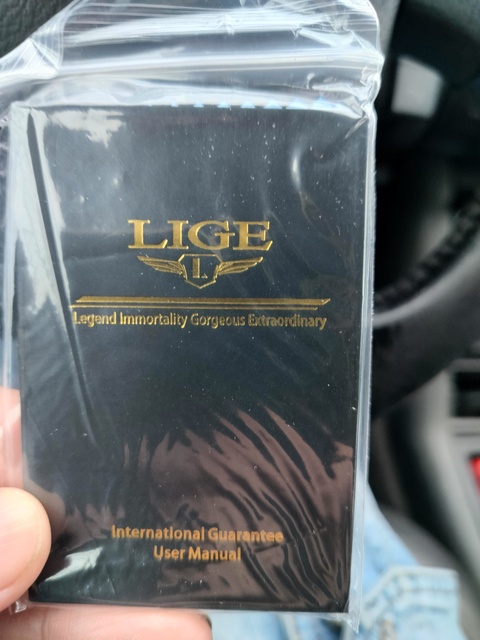 LIGE
L
Legend Immortality Gorgeous Extraordinary
International Guarantee
User Manual